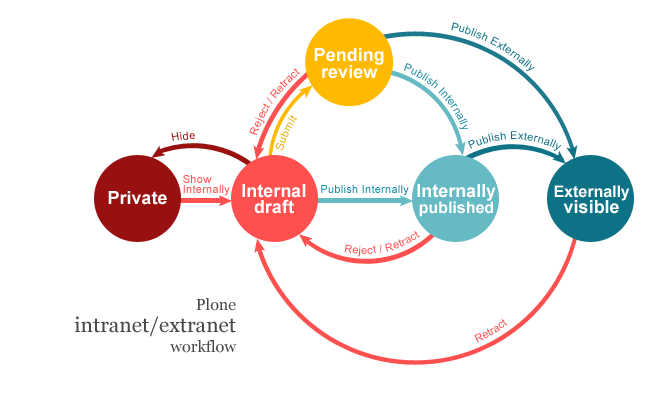 Publish Externally
Pending
review
Reject / Retract
Publish Internally
Submit
Hide
Publish Externally
Show
Internally
Private
Internal
draft
Publish Internally
Internally
published
Externally
visible
Reject / Retract
Plone
intranet/extranet
workflow
Retract